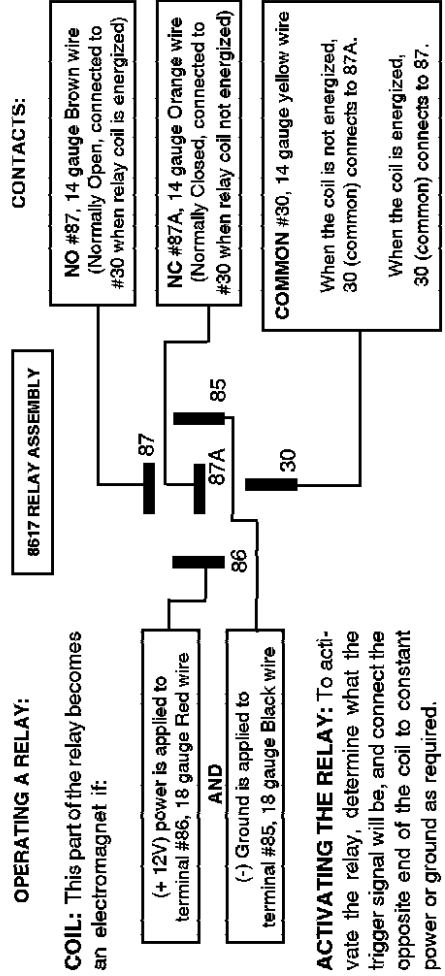 8617 RELAY ASSEMBLY
OPERATING A RELAY:
COIL: This part of the relay becomes
an electromagnet if:
(+ 12V) power is applied to
terminal #86, 18 gauge Red wire
AND
(-) Ground is applied to
terminal #85, 18 gauge Black wire
ACTIVATING THE RELAY: To acti-
vate the relay, determine what the
trigger signal will be, and connect the
opposite end of the coil to constant
power or ground as required.
86
87
87A
85
30
CONTACTS:
NO #87, 14 gauge Brown wire
(Normally Open, connected to
#30 when relay coil is energized)
NC #87A, 14 gauge Orange wire
(Normally Closed, connected to
#30 when relay coil not energized)
COMMON #30, 14 gauge yellow wire
When the coil is not energized,
30 (common) connects to 87A.
When the coil is energized,
30 (common) connects to 87.